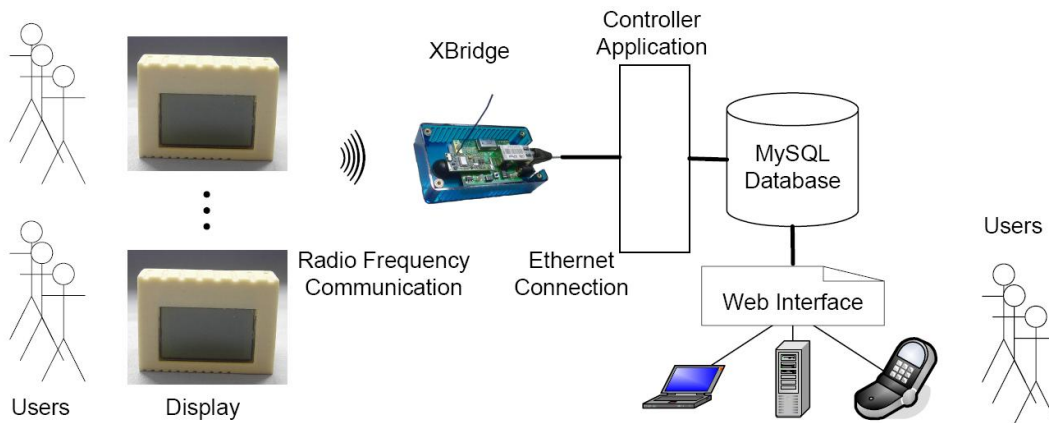 Controller
Application
XBridge
MySQL
Database
Users
Radio Frequency
Communication
Ethernet
Connection
Web Interface
Users
Display